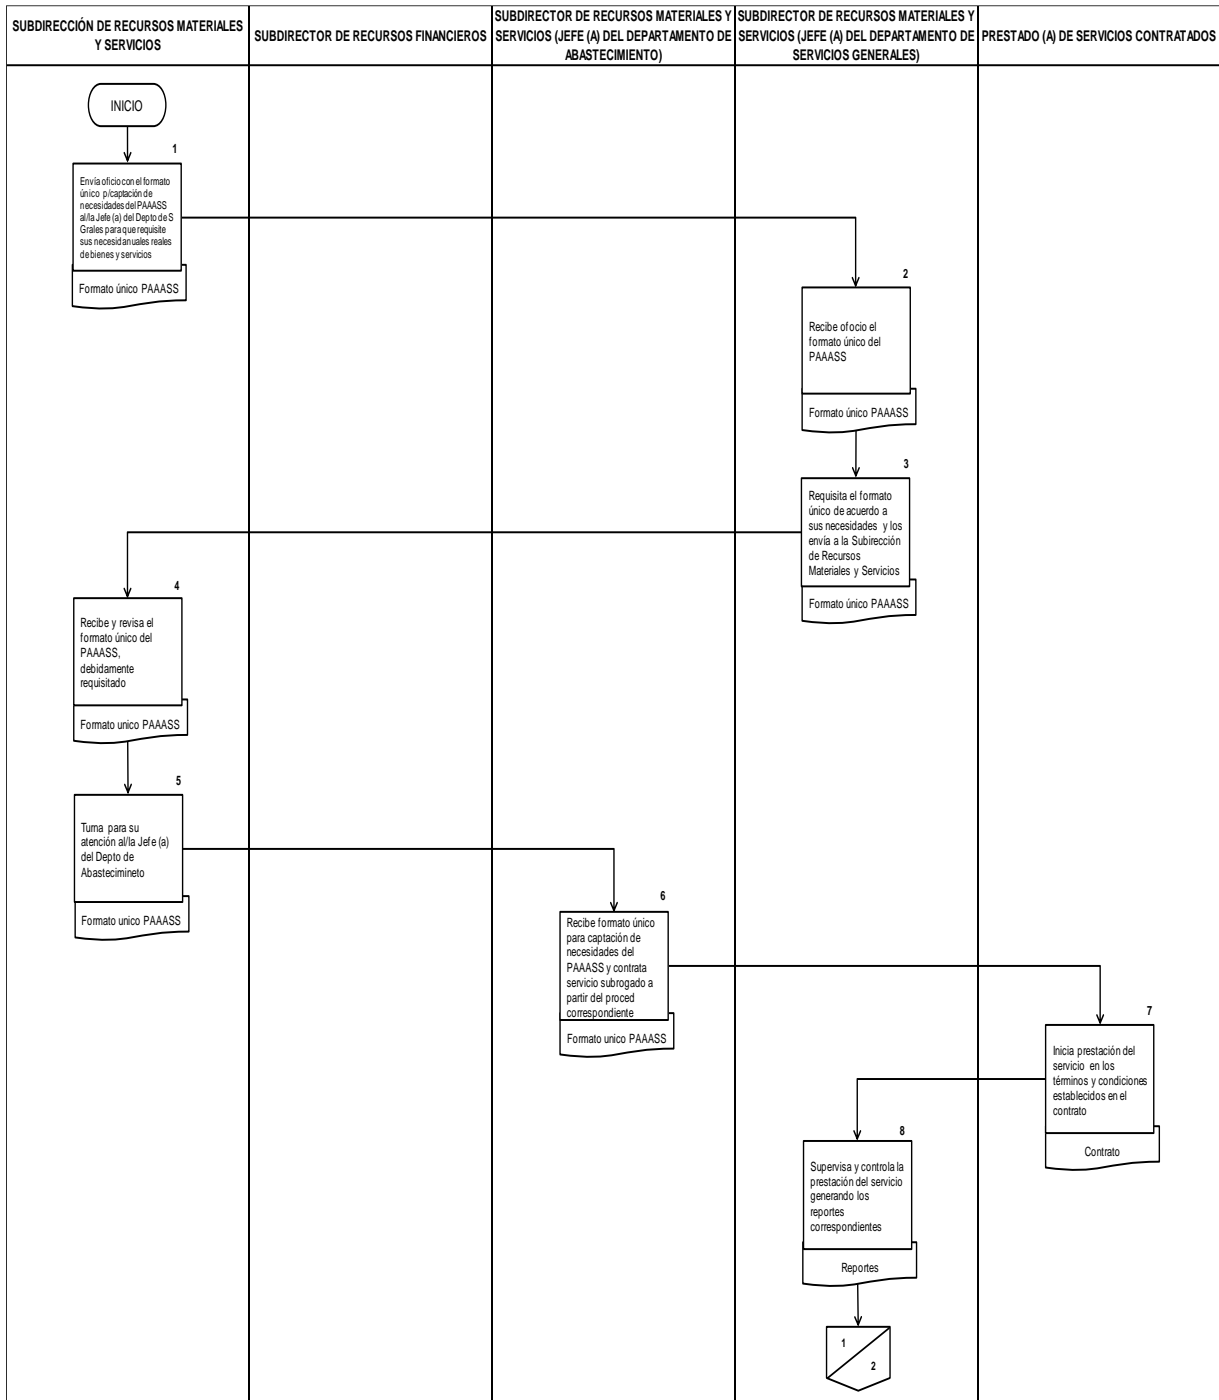 SUBDIRECCIÓN DE RECURSOS MATERIALES
Y SERVICIOS
SUBDIRECTOR DE RECURSOS FINANCIEROS
SUBDIRECTOR DE RECURSOS MATERIALES Y
SERVICIOS (JEFE (A) DEL DEPARTAMENTO DE
ABASTECIMIENTO)
SUBDIRECTOR DE RECURSOS MATERIALES Y
SERVICIOS (JEFE (A) DEL DEPARTAMENTO DE
SERVICIOS GENERALES)
PRESTADO (A) DE SERVICIOS CONTRATADOS
INICIO
1
Envía oficio con el formato
único p/captación de
necesidades del PAAASS
al/la Jefe (a) del Depto de S
Grales para que requisite
sus necesid anuales reales
de bienes y servicios
Formato único PAAASS
2
Recibe ofocio el
formato único del
PAAASS
Formato único PAAASS
3
Requisita el formato
único de acuerdo a
sus necesidades y los
envía a la Subirección
de Recursos
Materiales y Servicios
Formato único PAAASS
4
Recibe y revisa el
formato único del
PAAASS,
debidamente
requisitado
Formato unico PAAASS
5
Turna para su
atención al/la Jefe (a)
del Depto de
Abastecimineto
Formato unico PAAASS
6
Recibe formato único
para captación de
necesidades del
PAAASS y contrata
servicio subrogado a
partir del proced
correspondiente
Formato unico PAAASS
7
Inicia prestación del
servicio en los
términos y condiciones
establecidos en el
contrato
Contrato
8
Supervisa y controla la
prestación del servicio
generando los
reportes
correspondientes
Reportes
1
2